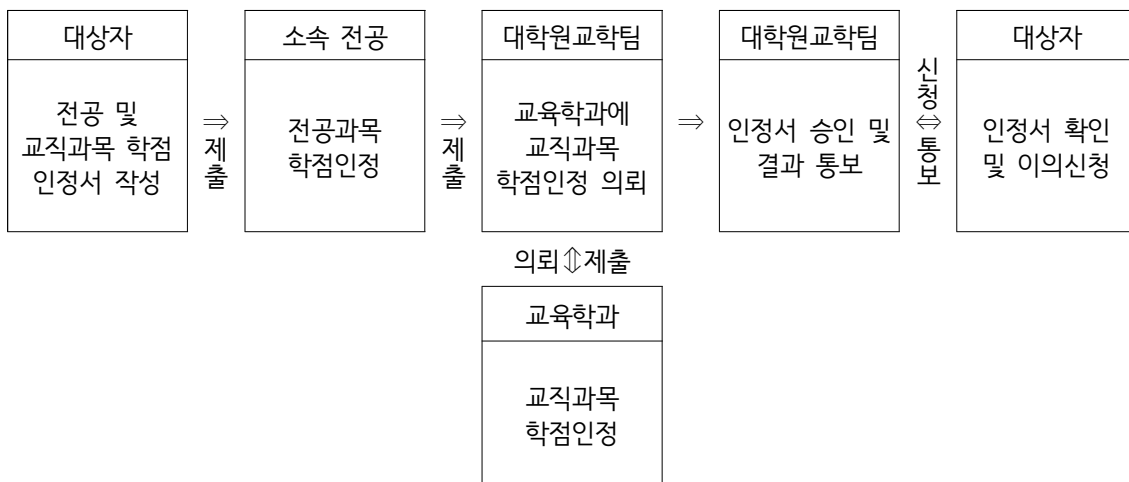 대상자
전공 및
교직과목 학점
인정서 작성
⇒
제출
소속 전공
전공과목
학점인정
⇒
제출
대학원교학팀
교육학과에
교직과목
학점인정 의뢰
⇒
대학원교학팀
인정서 승인 및
결과 통보
신청⇔통보
대상자
인정서 확인
및 이의신청
의뢰⇕제출
교육학과
교직과목
학점인정